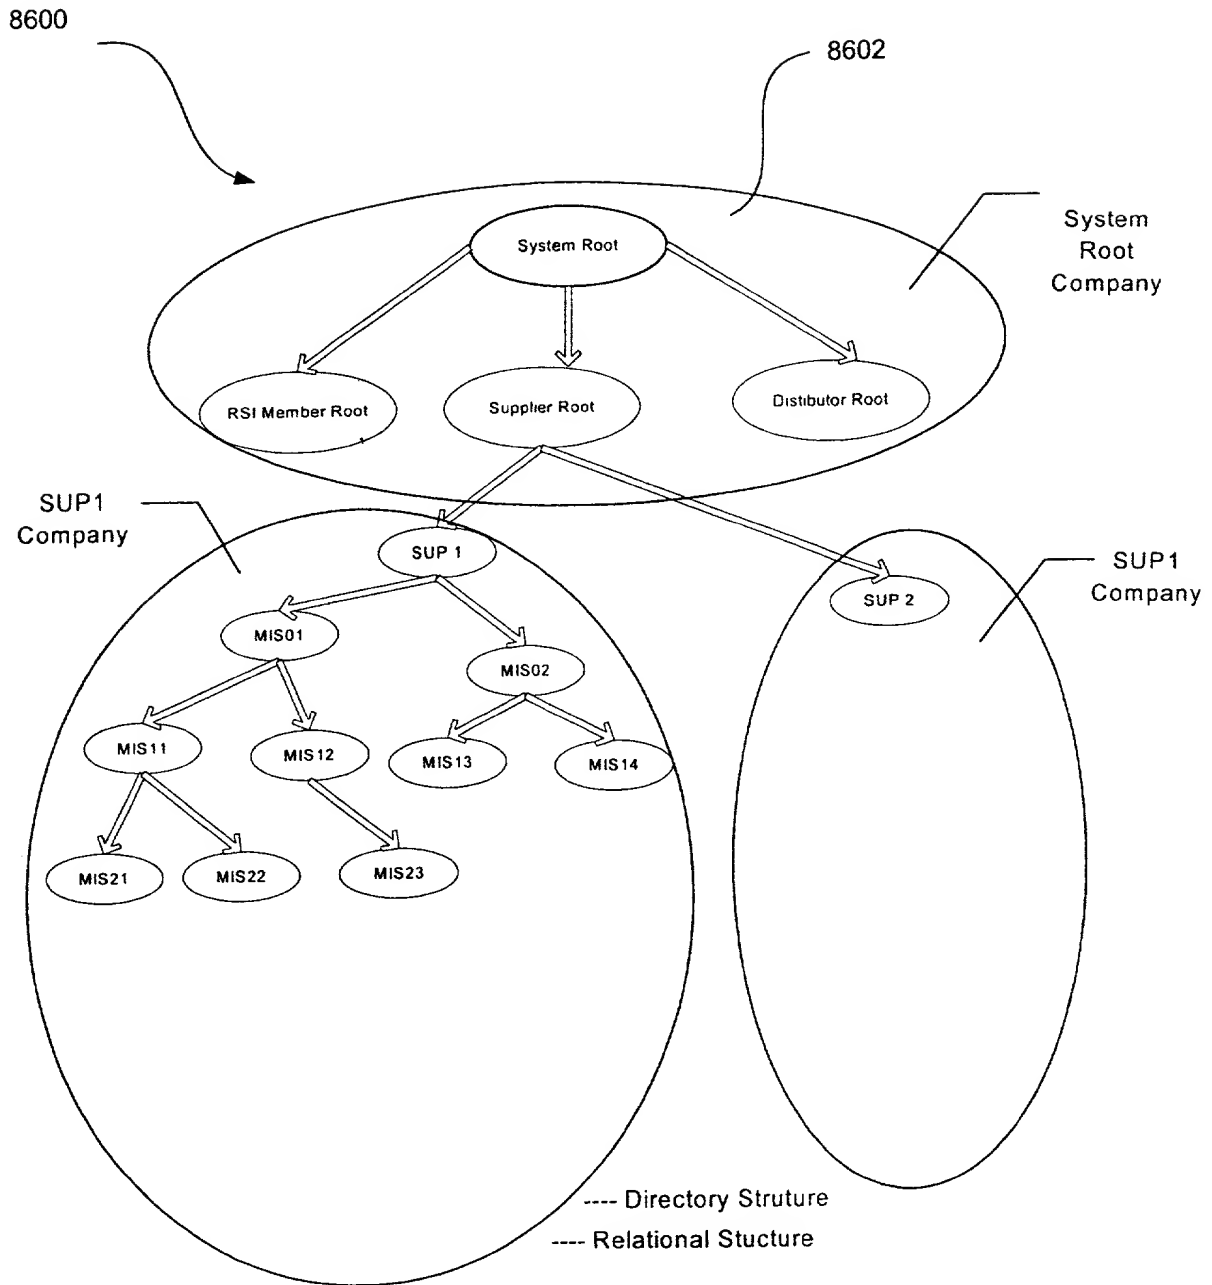 8600
8602
System Root
System
Root
Company
RSI Member Root
Supplier Root
Distibutor Root
SUP1
Company
SUP 1
SUP 2
SUP1
Company
MIS01
MIS02
MIS11
MIS12
MIS13
MIS14
MIS21
MIS22
MIS23
---- Directory Struture
---- Relational Stucture